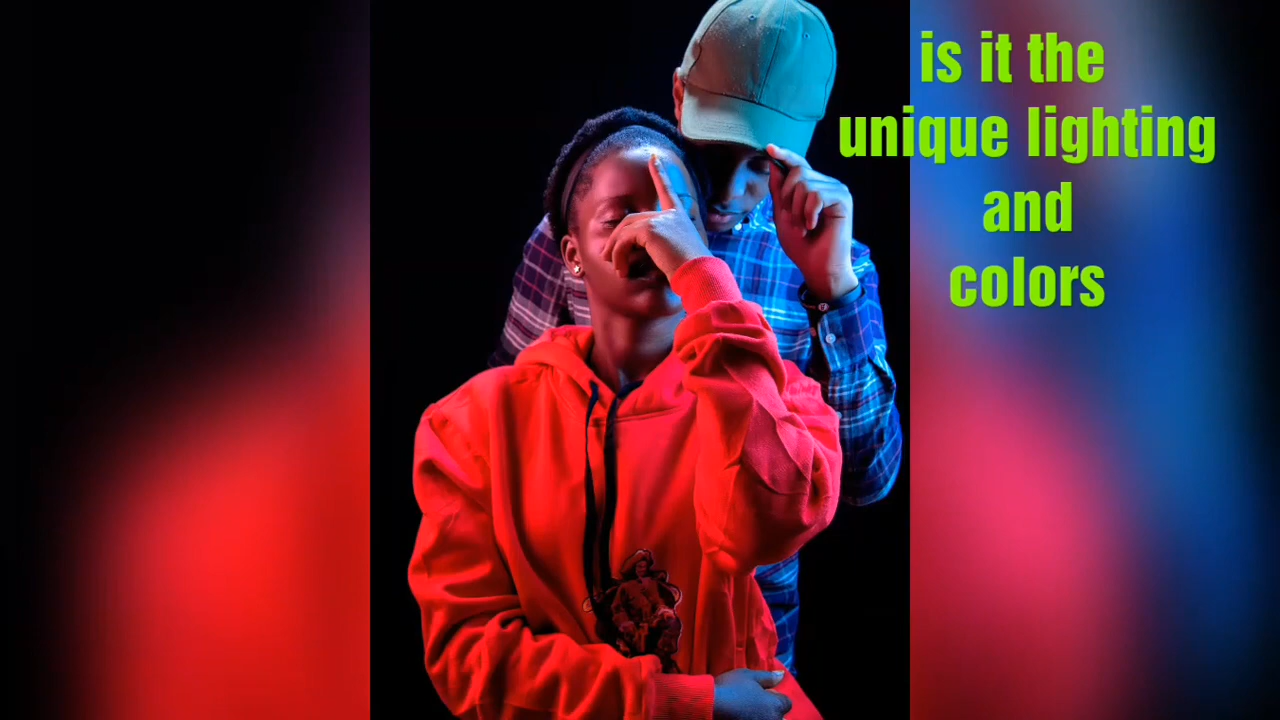 is it the
unique lighting
and
colors